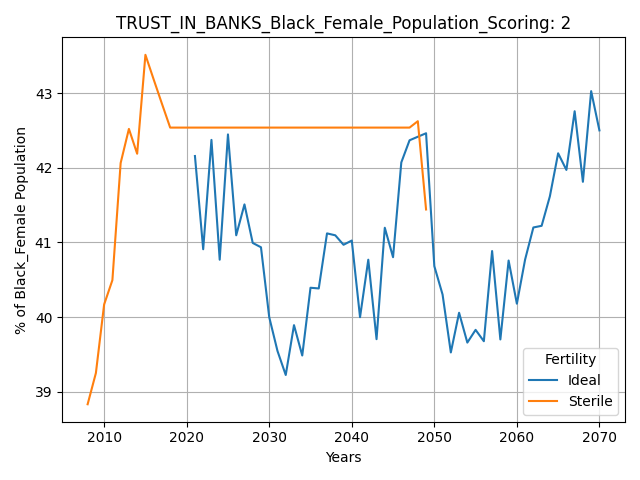 TRUST_IN_BANKS_Black_Female_Population_Scoring: 2
% of Black_Female Population
43
42
41
40
39
2010 2020 2030 2040 2050 2060 2070
Years
Fertility
Ideal
Sterile